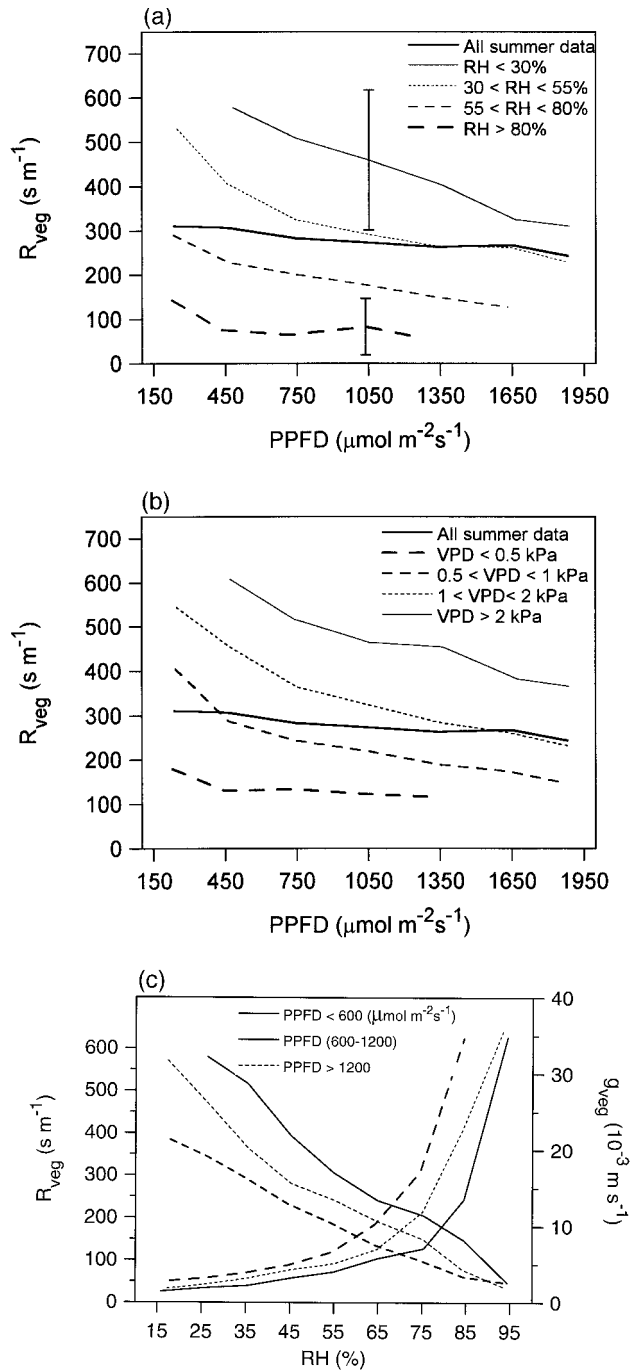 (a)
All summer data
RH < 30%
30 < RH < 55%
55 < RH < 80%
RH > 80%
700
600
500
400
300
200
100
0
R_veg (s m⁻¹)
150 450 750 1050 1350 1650 1950
PPFD (μmol m⁻²s⁻¹)
(b)
All summer data
VPD < 0.5 kPa
0.5 < VPD < 1 kPa
1 < VPD< 2 kPa
VPD > 2 kPa
700
600
500
400
300
200
100
0
R_veg (s m⁻¹)
150 450 750 1050 1350 1650 1950
PPFD (μmol m⁻²s⁻¹)
(c)
PPFD < 600 (μmol m⁻²s⁻¹)
PPFD (600-1200)
PPFD > 1200
600
500
400
300
200
150
100
50
0
R_veg (s m⁻¹)
40
30
20
10
0
g_veg (10⁻³ m s⁻¹)
15 25 35 45 55 65 75 85 95
RH (%)